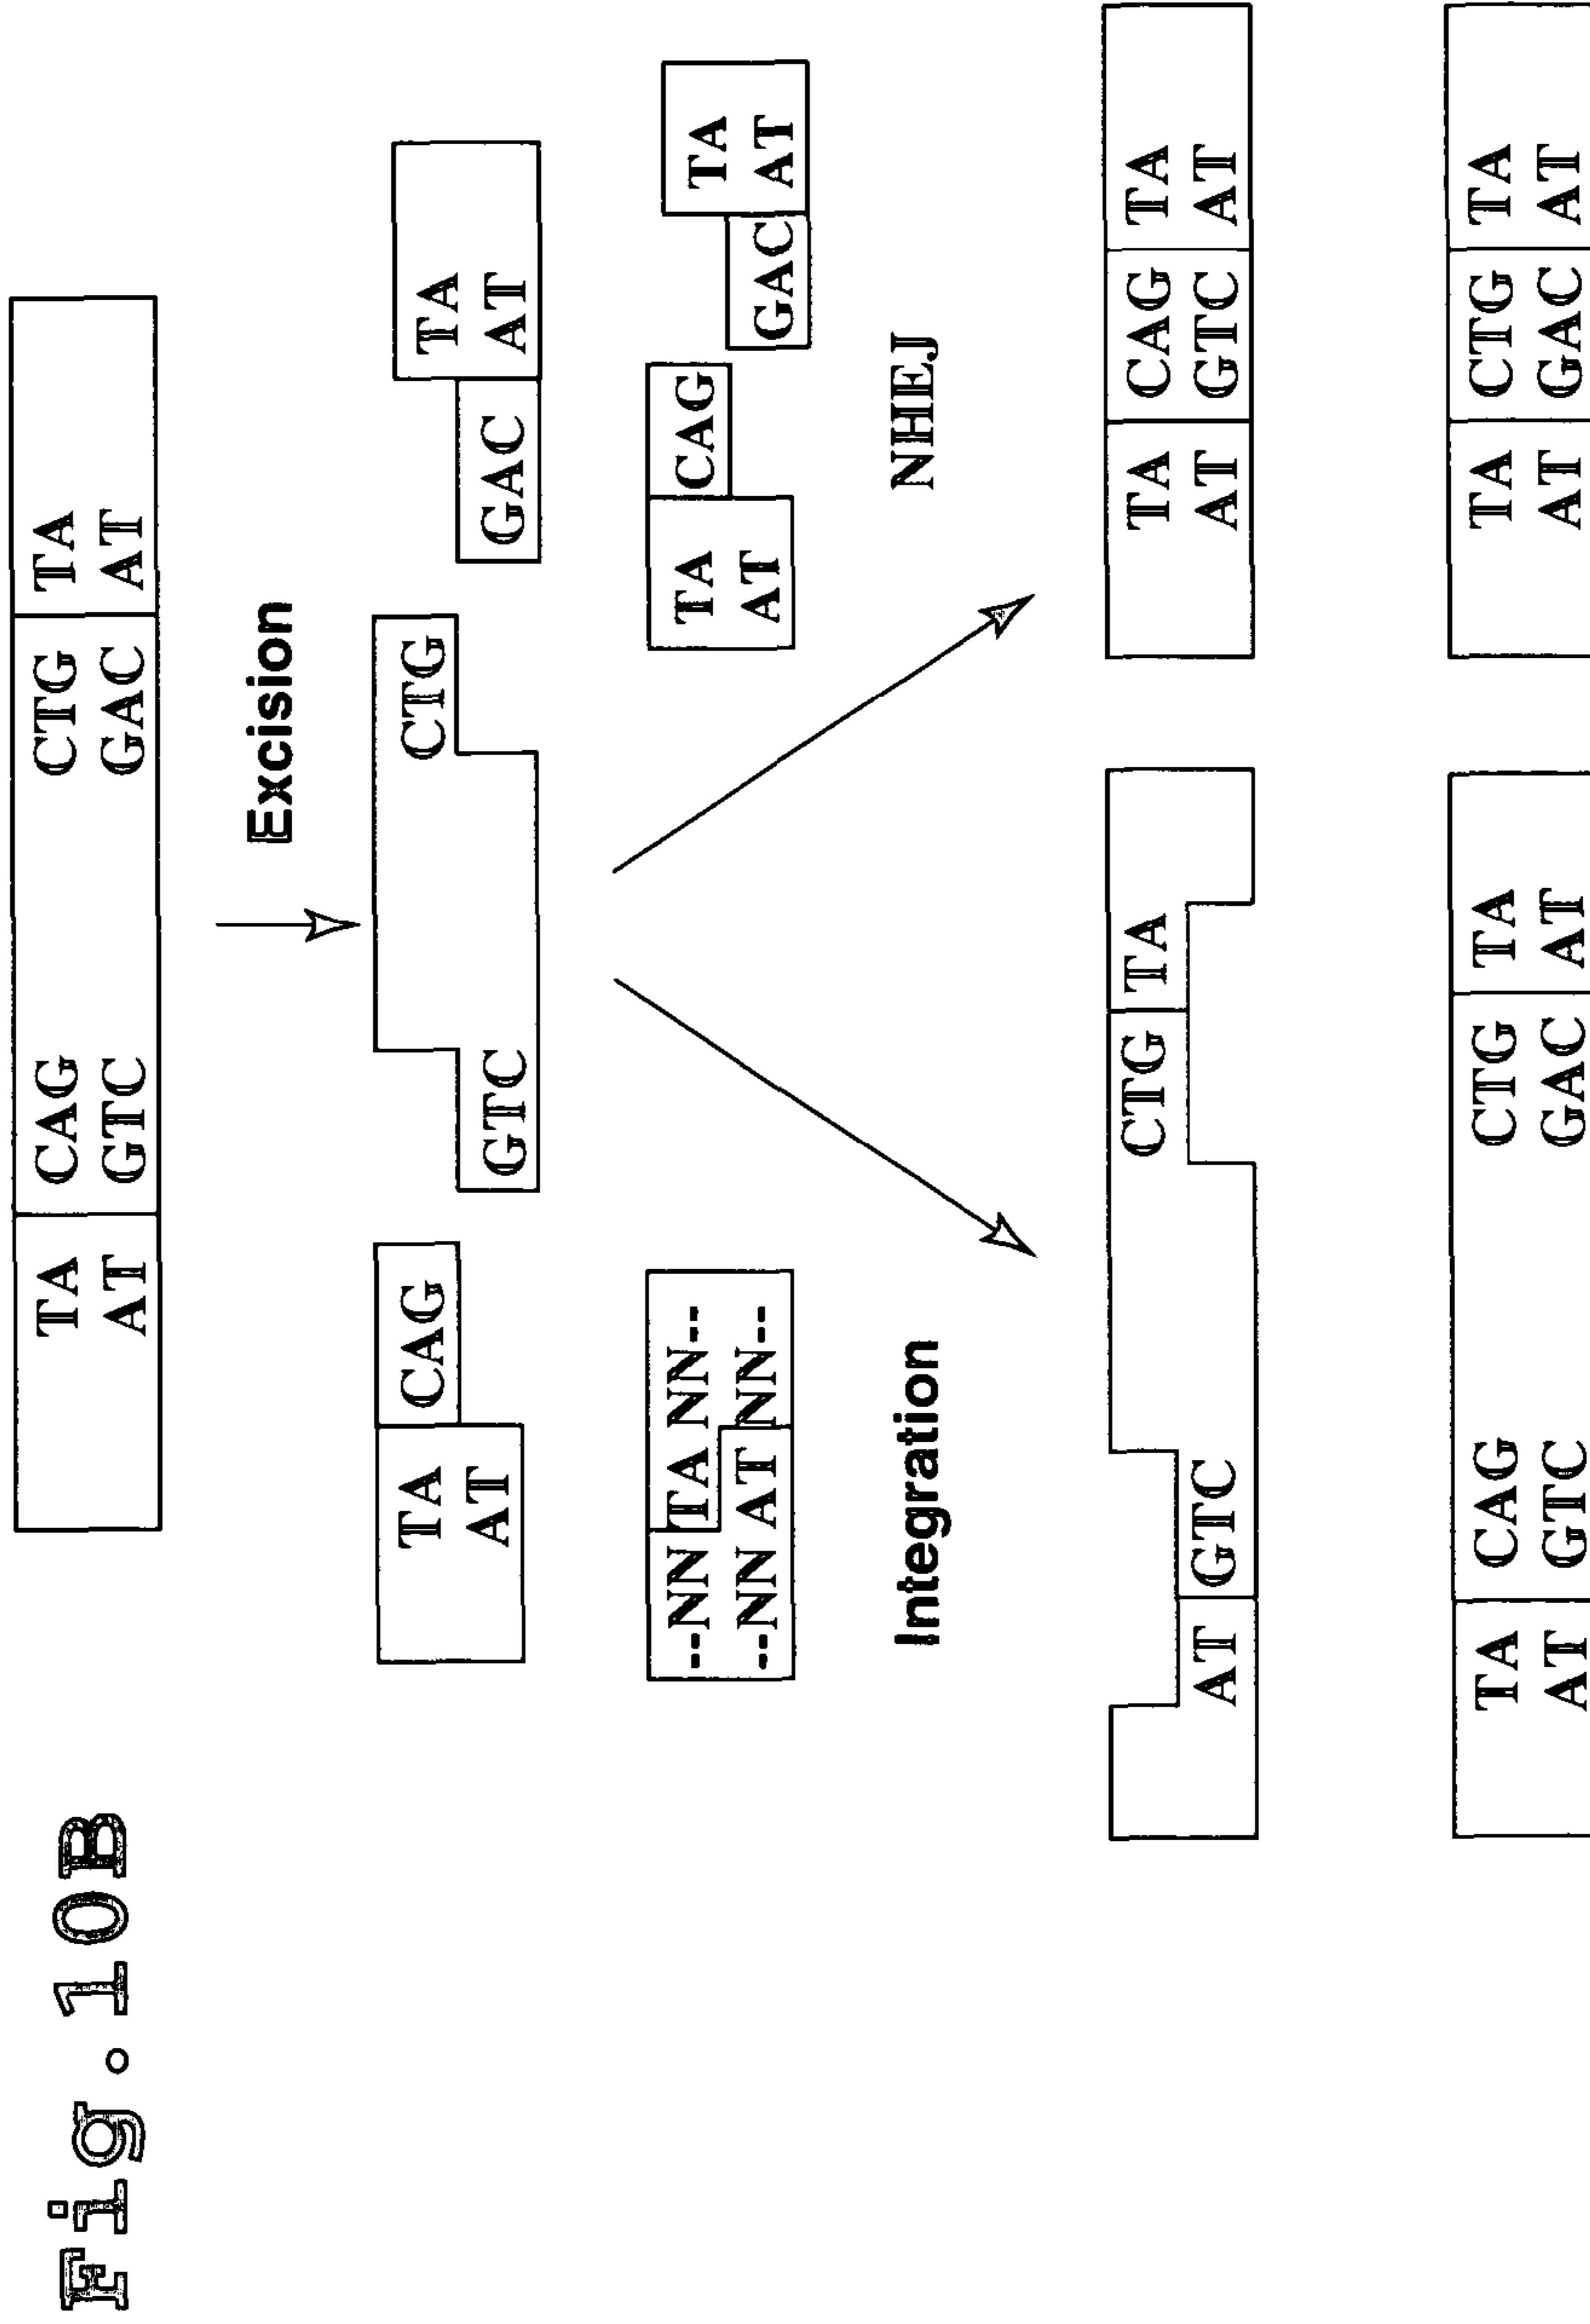 Fig.10B
TA CAG CTG TA
AT GTC GAC AT
Excision
TA CAG CTG TA
AT GTC GAC AT
--NN TA NN-- TA CAG TA
--NN AT NN-- AT GAC AT
Integration NHEJ
CTG TA TA CAG TA
AT GTC AT GTC AT
TA CAG CTG TA TA CTG TA
AT GTC GAC AT AT GAC AT